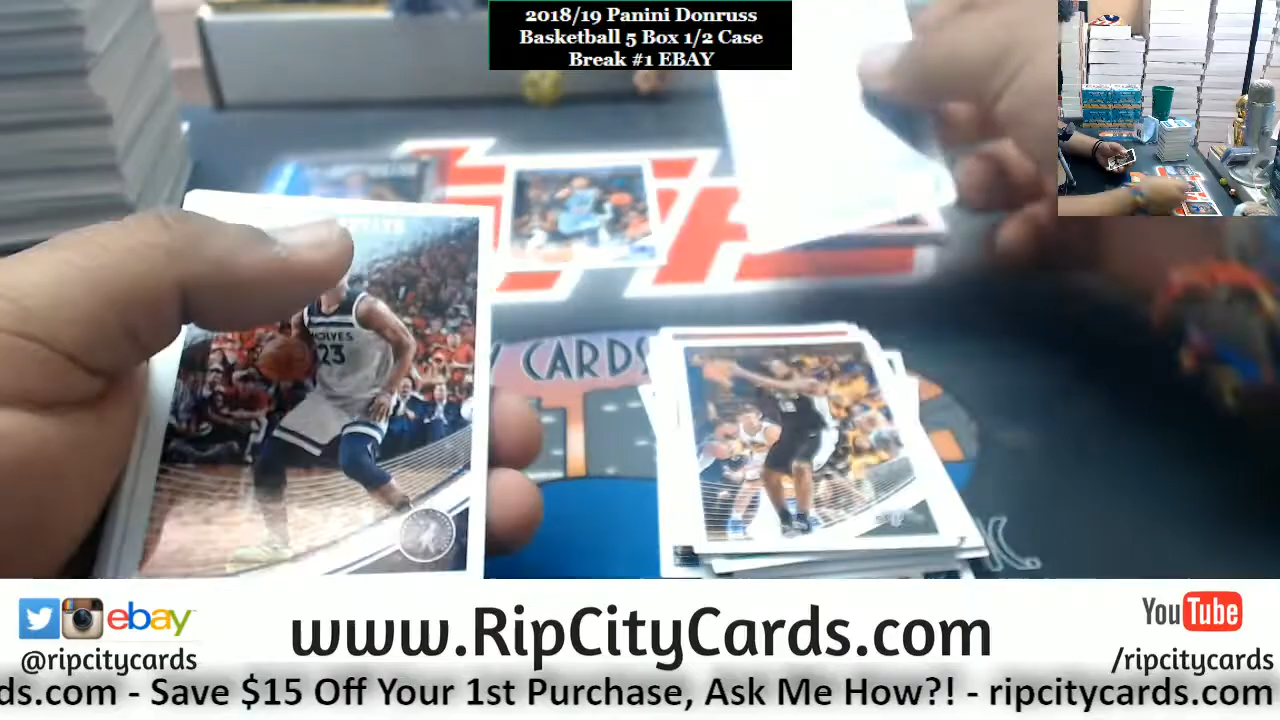 2018/19 Panini Donruss
Basketball 5 Box 1/2 Case
Break #1 EBAY
WOLVES
23
CARDS
ebay
www.RipCityCards.com
YouTube
@ripcitycards
/ripcitycards
ds.com - Save $15 Off Your 1st Purchase, Ask Me How?! - ripcitycards.com